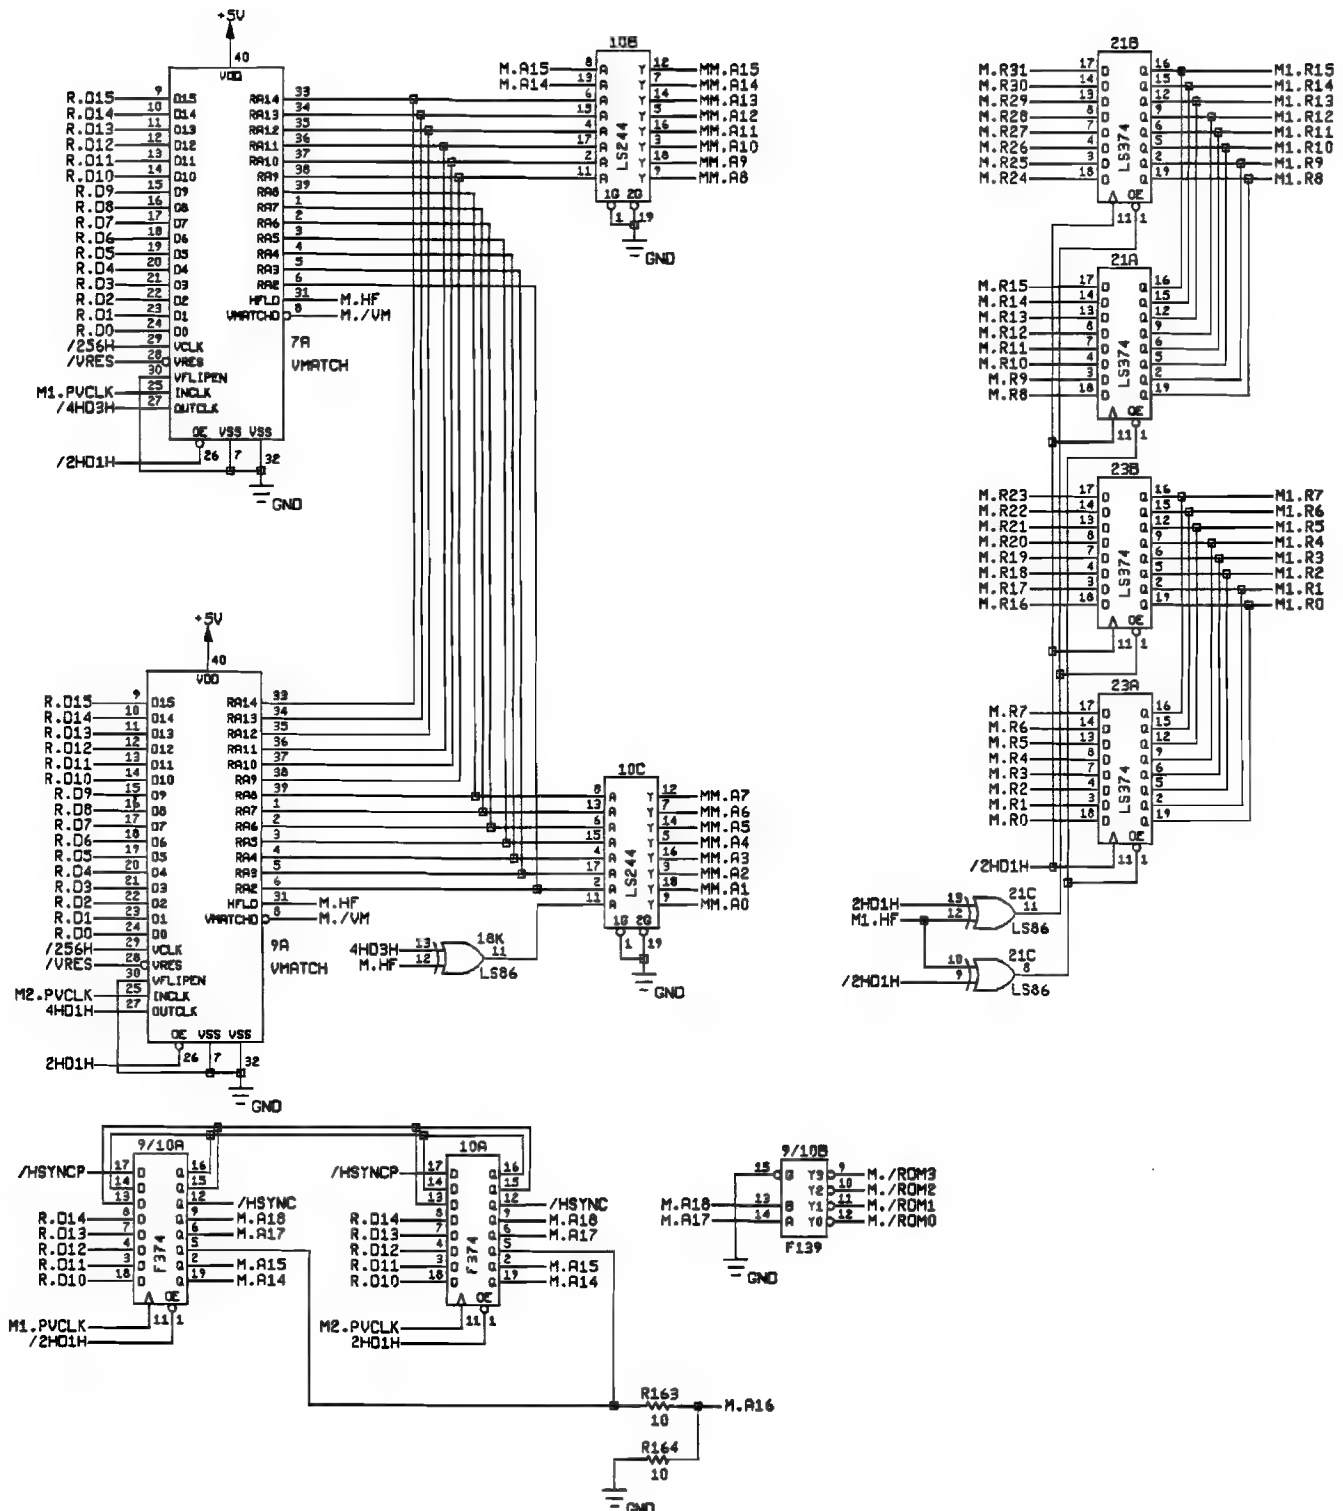 +5V
40
VDD
R.D15 9 D15 RA14 33
R.D14 10 D14 RA13 34
R.D13 11 D13 RA12 35
R.D12 12 D12 RA11 36
R.D11 13 D11 RA10 37
R.D10 14 D10 RA9 38
R.D9 15 D9 RA8 39
R.D8 16 D8 RA7 1
R.D7 17 D7 RA6 2
R.D6 18 D6 RA5 3
R.D5 19 D5 RA4 4
R.D4 20 D4 RA3 5
R.D3 21 D3 RA2 6
R.D2 22 D2 HFLD 31 M.HF
R.D1 23 D1 VMATCHO 8 M./VM
R.D0 24 D0
/256H 29 VCLK
/VRES 28 VRES
30 VFLIPEN
M1.PVCLK 25 INCLK
/4HD3H 27 OUTCLK
7A
VMATCH
OE VSS VSS
/2HD1H 26 7 32
GND
10B
M.A15 8 A Y 12 MM.A15
M.A14 13 A Y 7 MM.A14
6 A Y 14 MM.A13
15 A Y 5 MM.A12
4 A Y 16 MM.A11
17 A Y 3 MM.A10
2 A Y 18 MM.A9
11 A Y 9 MM.A8
LS244
1G 2G
1 19
GND
21B
M.R31 17 D Q 16 M1.R15
M.R30 14 D Q 15 M1.R14
M.R29 13 D Q 12 M1.R13
M.R28 8 D Q 9 M1.R12
M.R27 7 D Q 6 M1.R11
M.R26 4 D Q 5 M1.R10
M.R25 3 D Q 2 M1.R9
M.R24 18 D Q 19 M1.R8
LS374
OE
11 1
21A
M.R15 17 D Q 16
M.R14 14 D Q 15
M.R13 13 D Q 12
M.R12 8 D Q 9
M.R11 7 D Q 6
M.R10 4 D Q 5
M.R9 3 D Q 2
M.R8 18 D Q 19
LS374
OE
11 1
23B
M.R23 17 D Q 16 M1.R7
M.R22 14 D Q 15 M1.R6
M.R21 13 D Q 12 M1.R5
M.R20 8 D Q 9 M1.R4
M.R19 7 D Q 6 M1.R3
M.R18 4 D Q 5 M1.R2
M.R17 3 D Q 2 M1.R1
M.R16 18 D Q 19 M1.R0
LS374
OE
11 1
23A
M.R7 17 D Q 16
M.R6 14 D Q 15
M.R5 13 D Q 12
M.R4 8 D Q 9
M.R3 7 D Q 6
M.R2 4 D Q 5
M.R1 3 D Q 2
M.R0 18 D Q 19
LS374
OE
/2HD1H 11 1
2HD1H 13 21C
M1.HF 12 11
LS86
10 21C
/2HD1H 9 8
LS86
+5V
40
VDD
R.D15 9 D15 RA14 33
R.D14 10 D14 RA13 34
R.D13 11 D13 RA12 35
R.D12 12 D12 RA11 36
R.D11 13 D11 RA10 37
R.D10 14 D10 RA9 38
R.D9 15 D9 RA8 39
R.D8 16 D8 RA7 1
R.D7 17 D7 RA6 2
R.D6 18 D6 RA5 3
R.D5 19 D5 RA4 4
R.D4 20 D4 RA3 5
R.D3 21 D3 RA2 6
R.D2 22 D2 HFLD 31 M.HF
R.D1 23 D1 VMATCHO 8 M./VM
R.D0 24 D0
/256H 29 VCLK
/VRES 28 VRES
30 VFLIPEN
M2.PVCLK 25 INCLK
4HD1H 27 OUTCLK
9A
VMATCH
OE VSS VSS
2HD1H 26 7 32
GND
10C
8 A Y 12 MM.A7
13 A Y 7 MM.A6
6 A Y 14 MM.A5
15 A Y 5 MM.A4
4 A Y 16 MM.A3
17 A Y 3 MM.A2
2 A Y 18 MM.A1
11 A Y 9 MM.A0
LS244
1G 2G
1 19
GND
4HD3H 13 18K
M.HF 12 11
LS86
9/10A
/HSYNCP 17 D Q 16
14 D Q 15
13 D Q 12 /HSYNC
R.D14 8 D Q 9 M.A18
R.D13 7 D Q 6 M.A17
R.D12 4 D Q 5
R.D11 3 D Q 2 M.A15
R.D10 18 D Q 19 M.A14
F374
OE
M1.PVCLK 11 1
/2HD1H
10A
/HSYNCP 17 D Q 16
14 D Q 15
13 D Q 12 /HSYNC
R.D14 8 D Q 9 M.A18
R.D13 7 D Q 6 M.A17
R.D12 4 D Q 5
R.D11 3 D Q 2 M.A15
R.D10 18 D Q 19 M.A14
F374
OE
M2.PVCLK 11 1
2HD1H
9/10B
15 G Y3 9 M./ROM3
Y2 10 M./ROM2
M.A18 13 B Y1 11 M./ROM1
M.A17 14 A Y0 12 M./ROM0
F139
GND
R163
10
M.A16
R164
10
GND